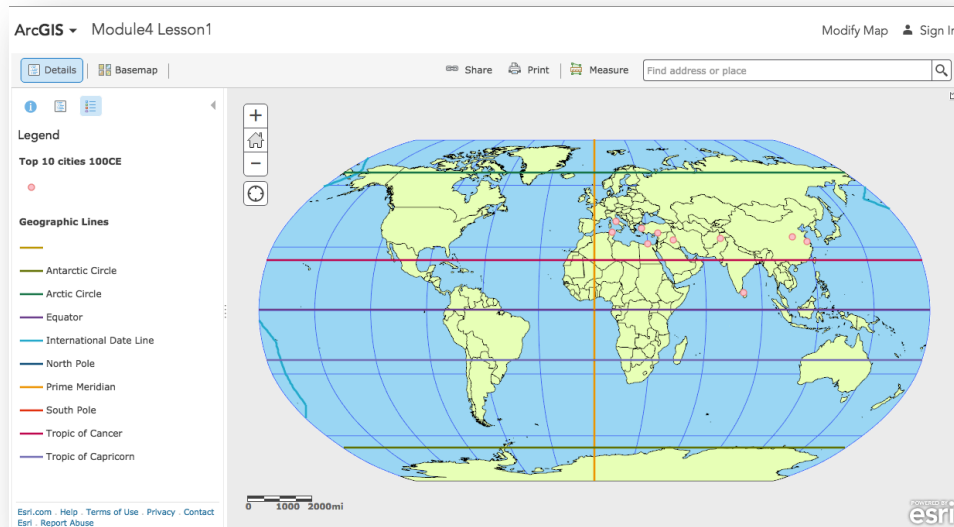 ArcGIS Module4 Lesson1
Modify Map Sign In
Details Basemap
Share Print Measure Find address or place
Legend
Top 10 cities 100CE
Geographic Lines
Antarctic Circle
Arctic Circle
Equator
International Date Line
North Pole
Prime Meridian
South Pole
Tropic of Cancer
Tropic of Capricorn
Esri.com . Help . Terms of Use . Privacy . Contact
Esri . Report Abuse
0 1000 2000mi
POWERED BY
esri